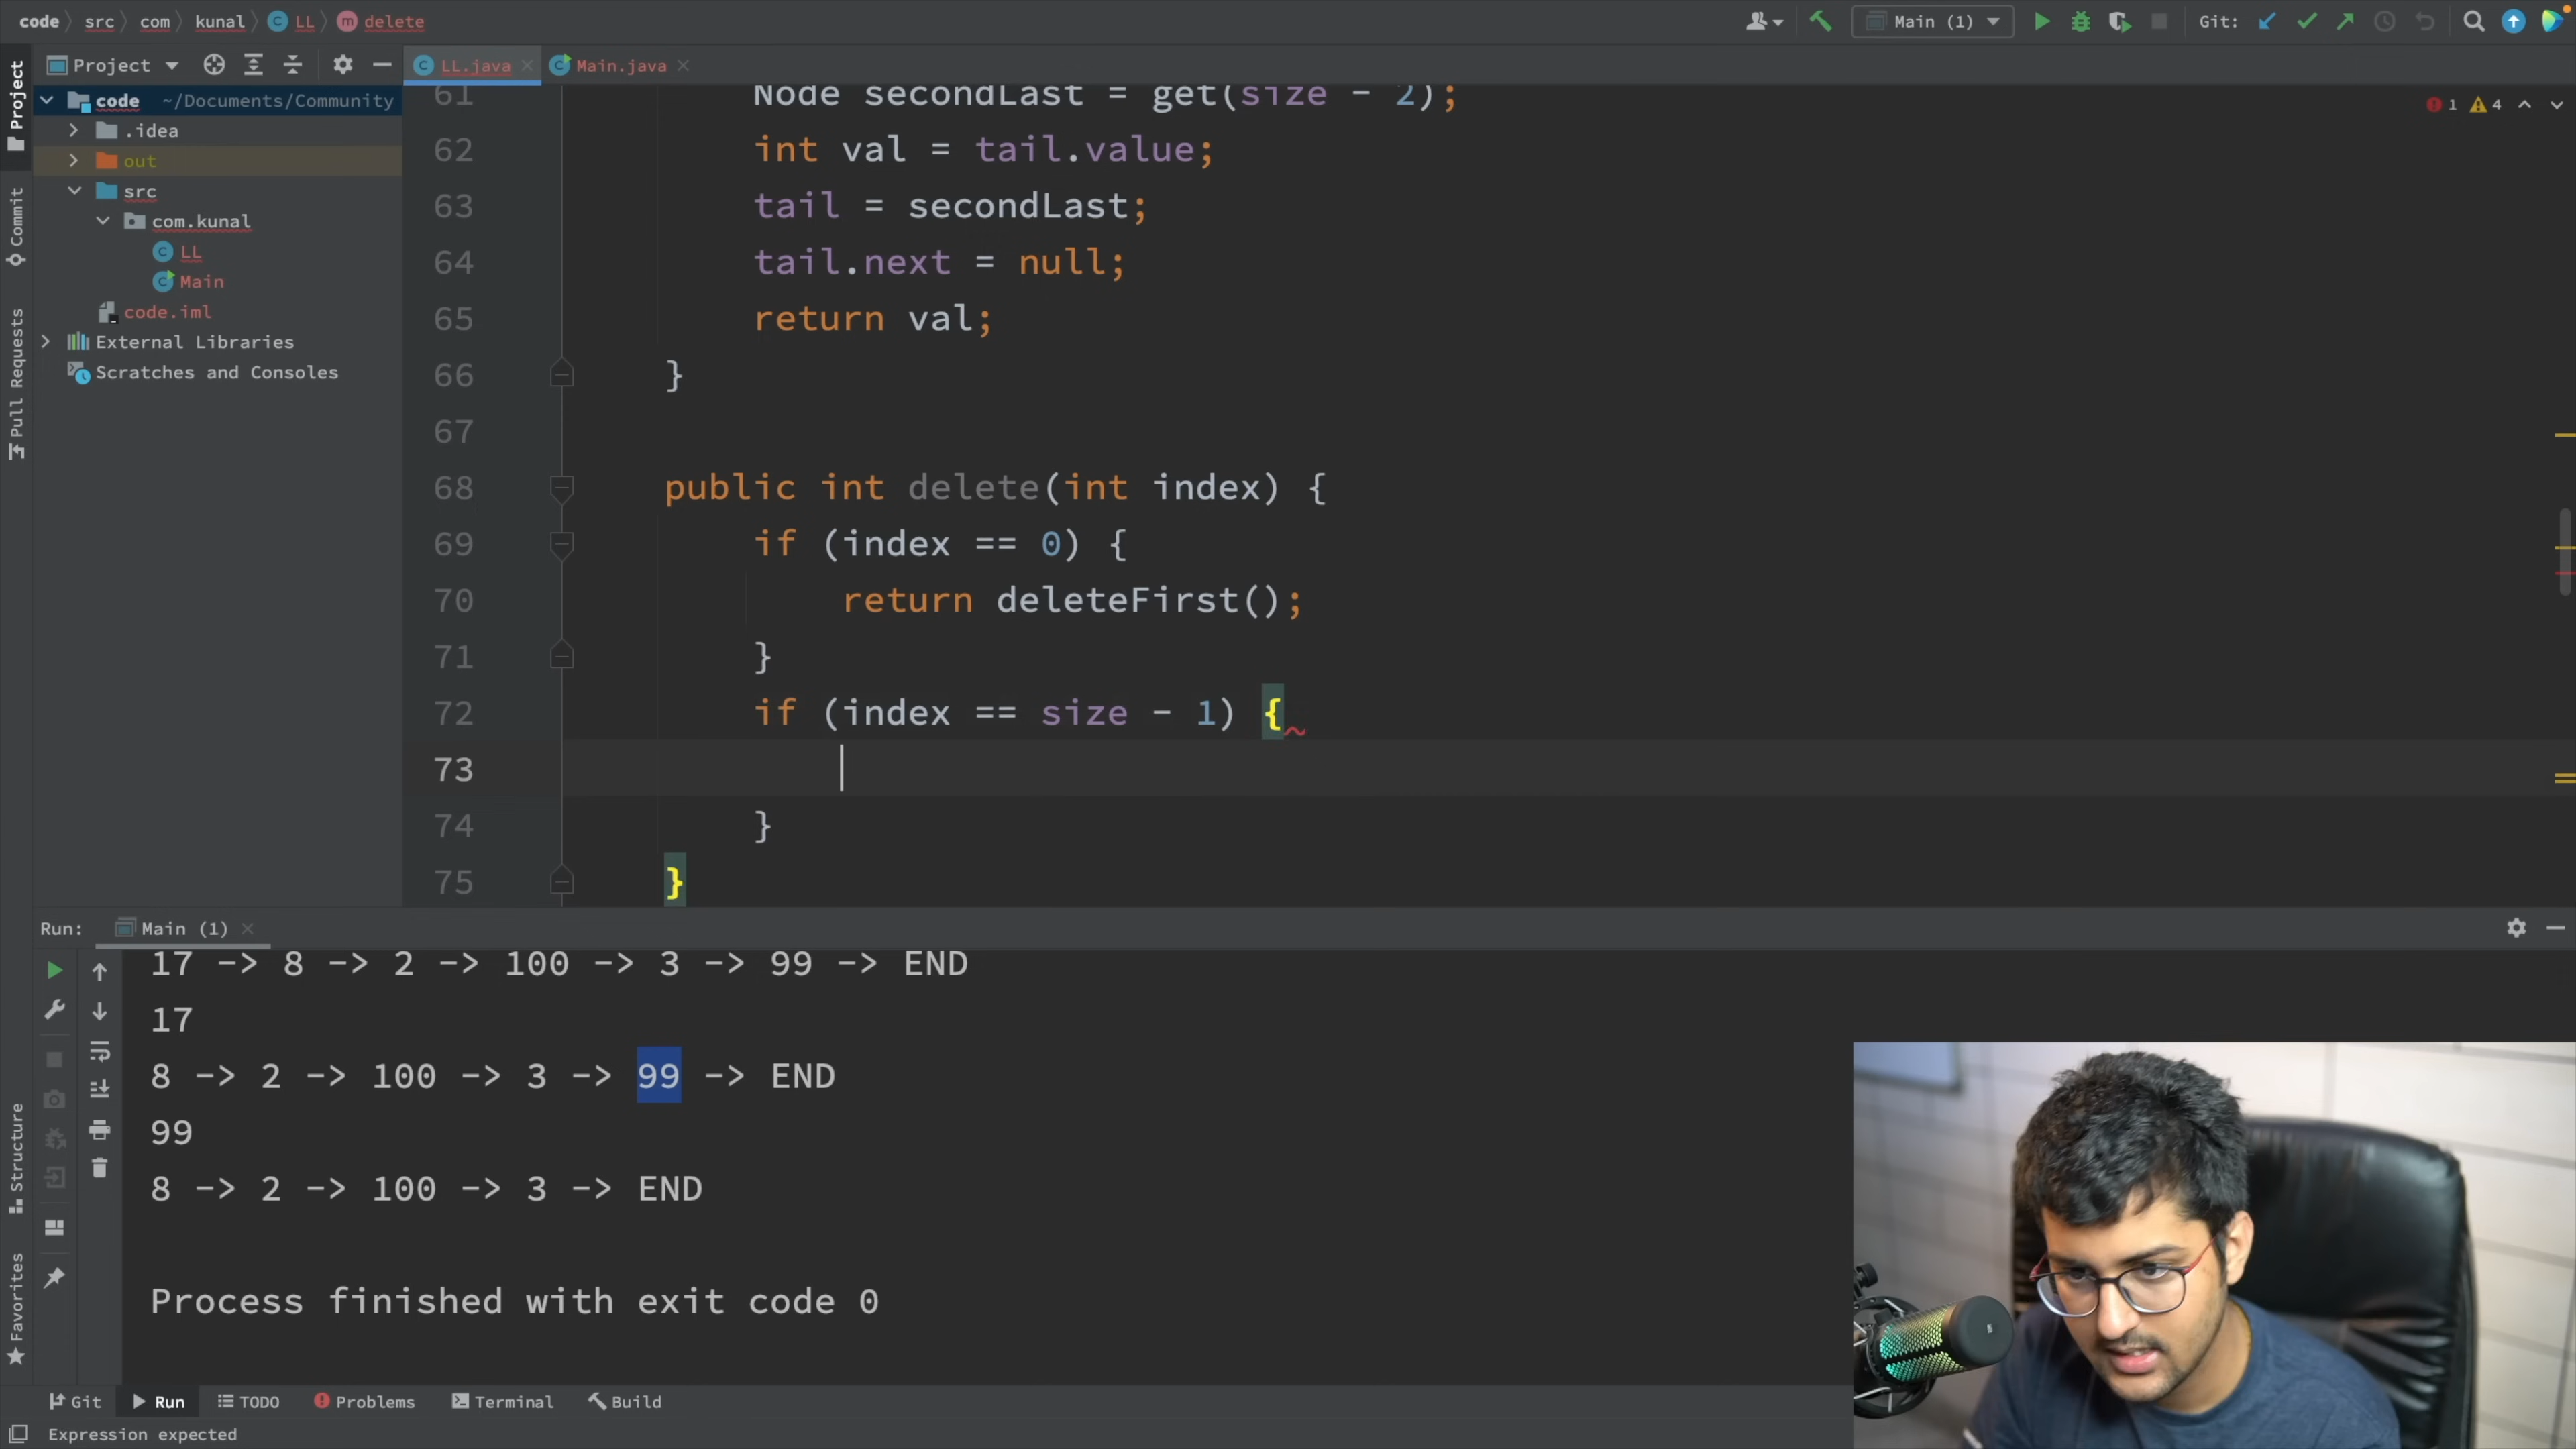 code src com kunal LL delete Main (1) Git:
Project LL.java Main.java
Project
Commit
Pull Requests
Structure
Favorites
code ~/Documents/Community
.idea
out
src
com.kunal
LL
Main
code.iml
External Libraries
Scratches and Consoles
1 4
61 Node secondLast = get(size - 2);
62 int val = tail.value;
63 tail = secondLast;
64 tail.next = null;
65 return val;
66 }
67
68 public int delete(int index) {
69 if (index == 0) {
70 return deleteFirst();
71 }
72 if (index == size - 1) {
73
74 }
75 }
Run: Main (1)
17 -> 8 -> 2 -> 100 -> 3 -> 99 -> END
17
8 -> 2 -> 100 -> 3 -> 99 -> END
99
8 -> 2 -> 100 -> 3 -> END
Process finished with exit code 0
Git Run TODO Problems Terminal Build
Expression expected